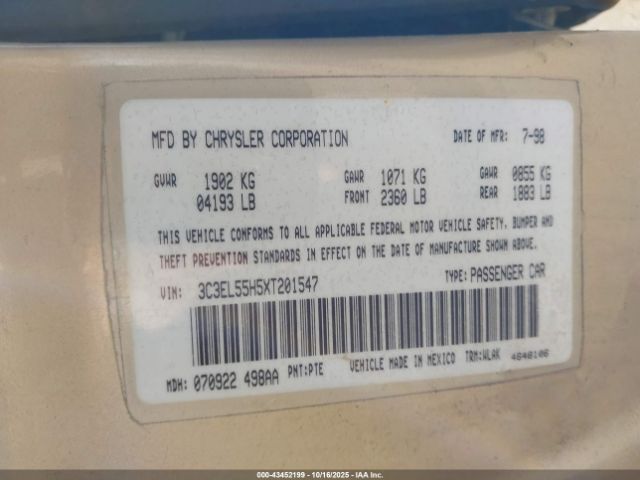 MFD BY CHRYSLER CORPORATION DATE OF MFR: 7-98
GVWR 1902 KG GAWR 1071 KG GAWR 0855 KG
04193 LB FRONT 2360 LB REAR 1883 LB
THIS VEHICLE CONFORMS TO ALL APPLICABLE FEDERAL MOTOR VEHICLE SAFETY, BUMPER AND
THEFT PREVENTION STANDARDS IN EFFECT ON THE DATE OF MANUFACTURE SHOWN ABOVE.
VIN: 3C3EL55H5XT201547 TYPE: PASSENGER CAR
MDH: 070922 498AA PNT:PTE VEHICLE MADE IN MEXICO TRM:WLAK 4648106
000-43452199 - 10/16/2025 - IAA Inc.